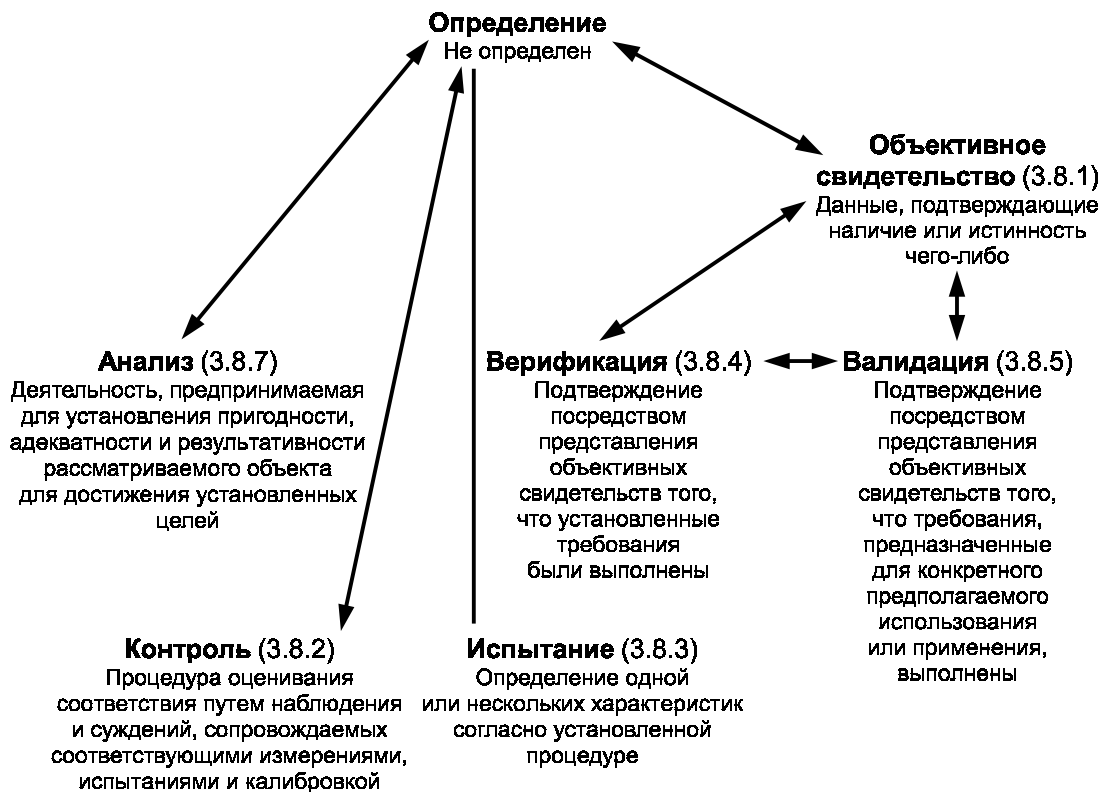 Определение
Не определен
Объективное
свидетельство (3.8.1)
Данные, подтверждающие
наличие или истинность
чего-либо
Анализ (3.8.7)
Деятельность, предпринимаемая
для установления пригодности,
адекватности и результативности
рассматриваемого объекта
для достижения установленных
целей
Верификация (3.8.4)
Подтверждение
посредством
представления
объективных
свидетельств того,
что установленные
требования
были выполнены
Валидация (3.8.5)
Подтверждение
посредством
представления
объективных
свидетельств того,
что требования,
предназначенные
для конкретного
предполагаемого
использования
или применения,
выполнены
Контроль (3.8.2)
Процедура оценивания
соответствия путем наблюдения
и суждений, сопровождаемых
соответствующими измерениями,
испытаниями и калибровкой
Испытание (3.8.3)
Определение одной
или нескольких характеристик
согласно установленной
процедуре